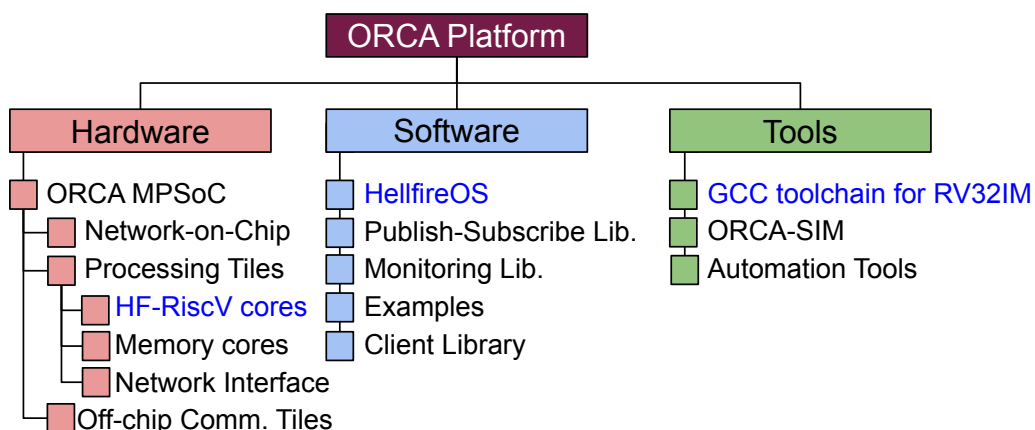 ORCA Platform
Hardware
ORCA MPSoC
Network-on-Chip
Processing Tiles
HF-RiscV cores
Memory cores
Network Interface
Off-chip Comm. Tiles
Software
HellfireOS
Publish-Subscribe Lib.
Monitoring Lib.
Examples
Client Library
Tools
GCC toolchain for RV32IM
ORCA-SIM
Automation Tools